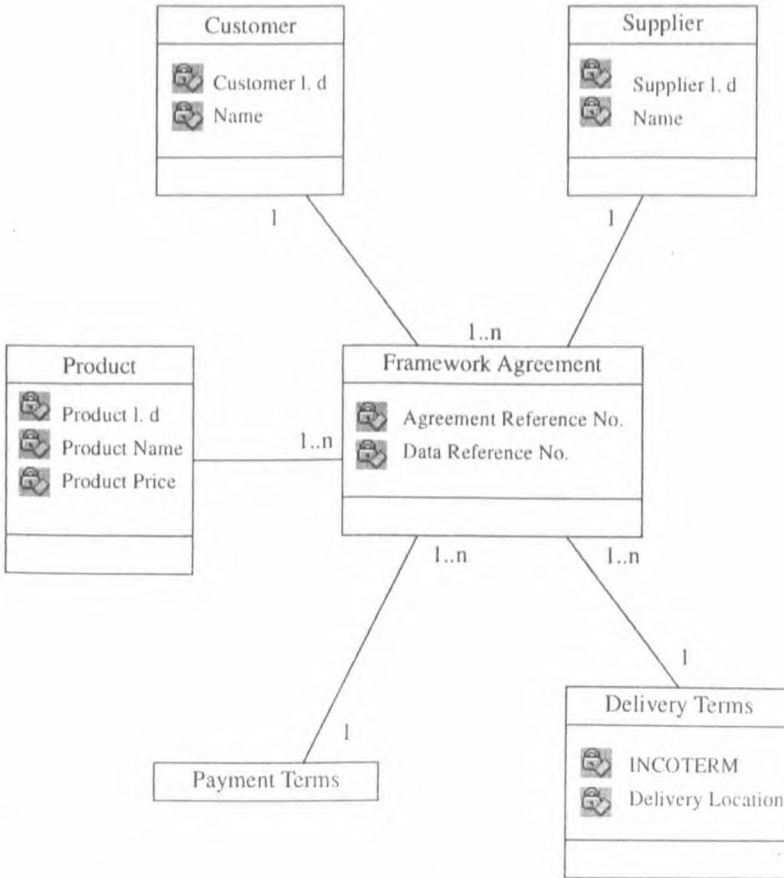 Customer
Customer l. d
Name
Supplier
Supplier l. d
Name
1
1
1..n
Product
Product l. d
Product Name
Product Price
1..n
Framework Agreement
Agreement Reference No.
Data Reference No.
1..n
1..n
1
1
Payment Terms
Delivery Terms
INCOTERM
Delivery Location